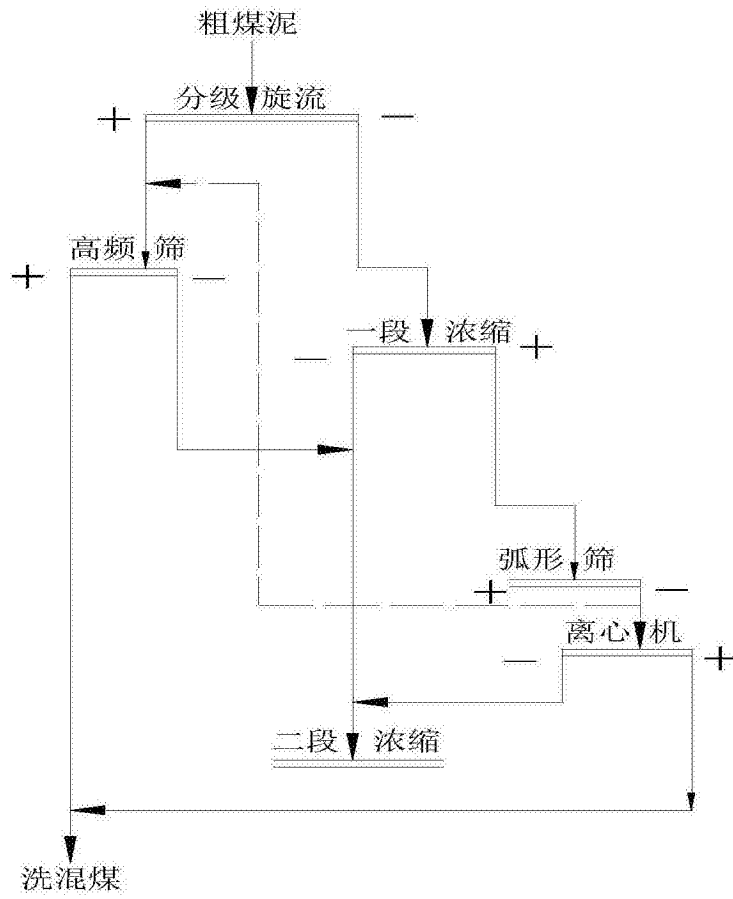 粗煤泥
分级旋流
+ —
高频筛
+ —
一段浓缩
— +
弧形筛
+ —
离心机
— +
二段浓缩
洗混煤